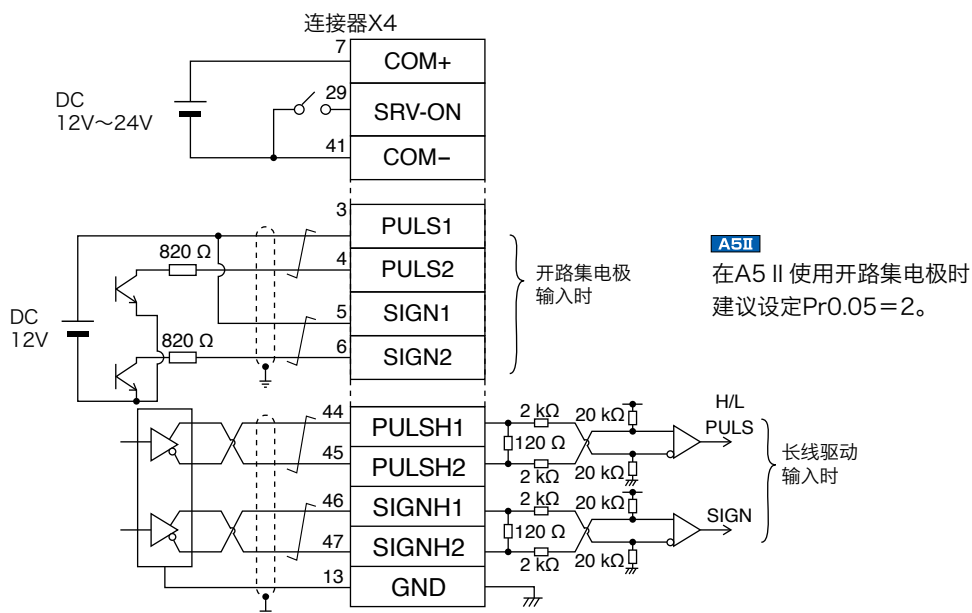 连接器X4
7
COM+
DC
12V～24V
29
SRV-ON
41
COM−
3
PULS1
820 Ω
4
PULS2
5
SIGN1
DC
12V
820 Ω
6
SIGN2
开路集电极
输入时
A5II
在A5Ⅱ使用开路集电极时
建议设定Pr0.05＝2。
44
PULSH1
2 kΩ
20 kΩ
H/L
PULS
120 Ω
45
PULSH2
2 kΩ
20 kΩ
长线驱动
输入时
46
SIGNH1
2 kΩ
20 kΩ
SIGN
120 Ω
47
SIGNH2
2 kΩ
20 kΩ
13
GND